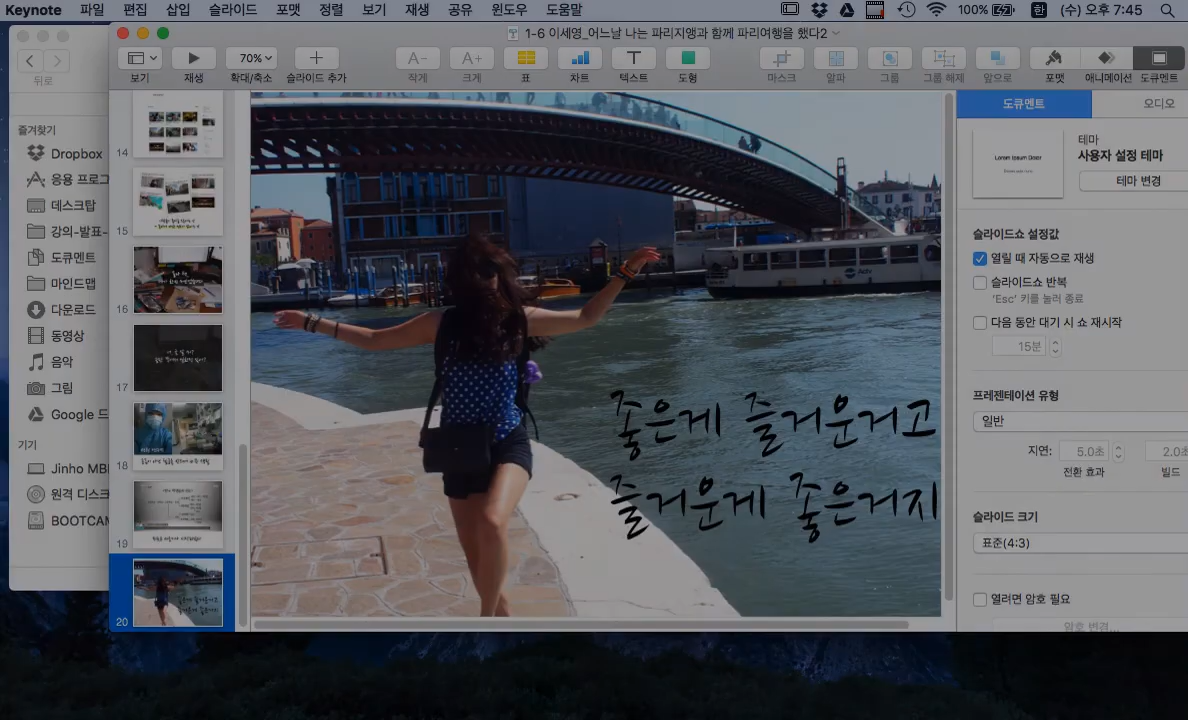 Keynote 파일 편집 삽입 슬라이드 포맷 정렬 보기 재생 공유 윈도우 도움말 100% 한 (수) 오후 7:45
1-6 이세영_어느날 나는 파리지앵과 함께 파리여행을 했다2
70%
보기 재생 확대/축소 슬라이드 추가 작게 크게 표 차트 텍스트 도형 마스크 알파 그룹 그룹 해제 앞으로 포맷 애니메이션 도큐멘트
뒤로
즐겨찾기
Dropbox
응용 프로그
데스크탑
강의-발표-
도큐멘트
마인드맵
다운로드
동영상
음악
그림
Google 드
기기
Jinho MB
원격 디스크
BOOTCAM
14
15
16
17
18
19
20
좋은게 즐거운거고
즐거운게 좋은거지
도큐멘트 오디오
테마
사용자 설정 테마
Lorem Ipsum Dolor
테마 변경
슬라이드쇼 설정값
열릴 때 자동으로 재생
슬라이드쇼 반복
'Esc' 키를 눌러 종료
다음 동안 대기 시 쇼 재시작
15분
프레젠테이션 유형
일반
지연: 5.0초 2.0초
전환 효과 빌드
슬라이드 크기
표준(4:3)
열려면 암호 필요
암호 변경...